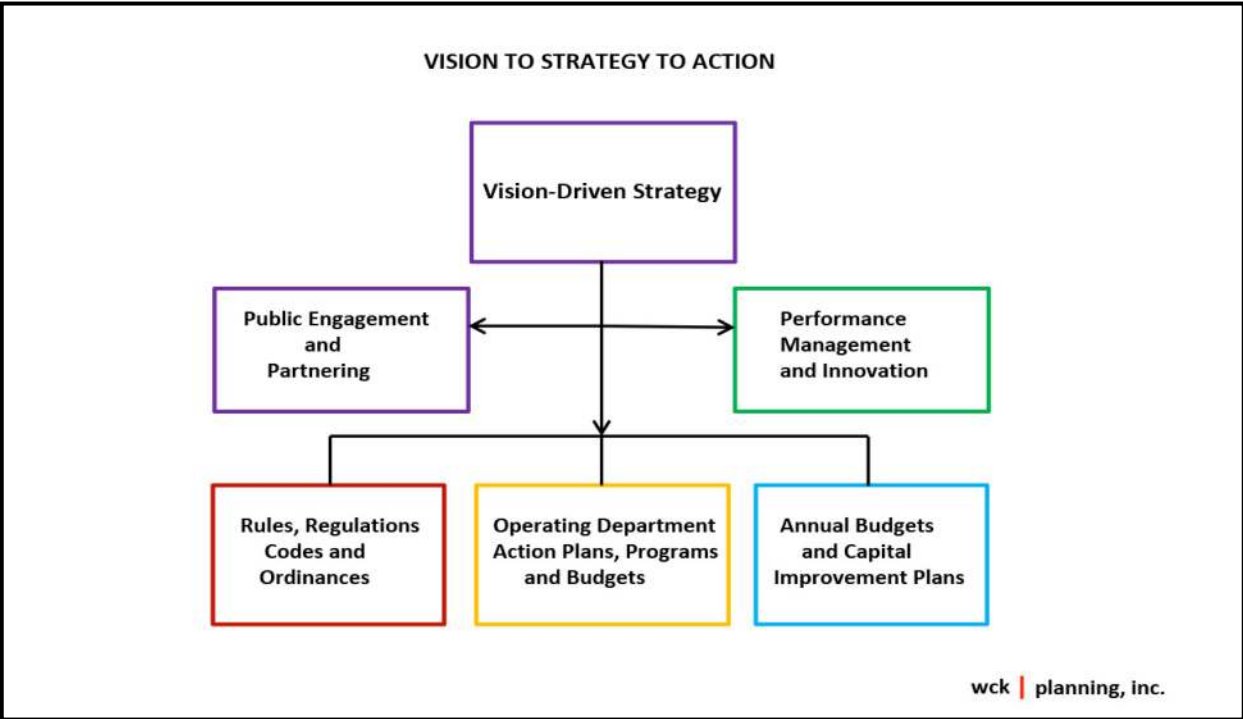 VISION TO STRATEGY TO ACTION
Vision-Driven Strategy
Public Engagement
and
Partnering
Performance
Management
and Innovation
Rules, Regulations
Codes and
Ordinances
Operating Department
Action Plans, Programs
and Budgets
Annual Budgets
and Capital
Improvement Plans
wck | planning, inc.